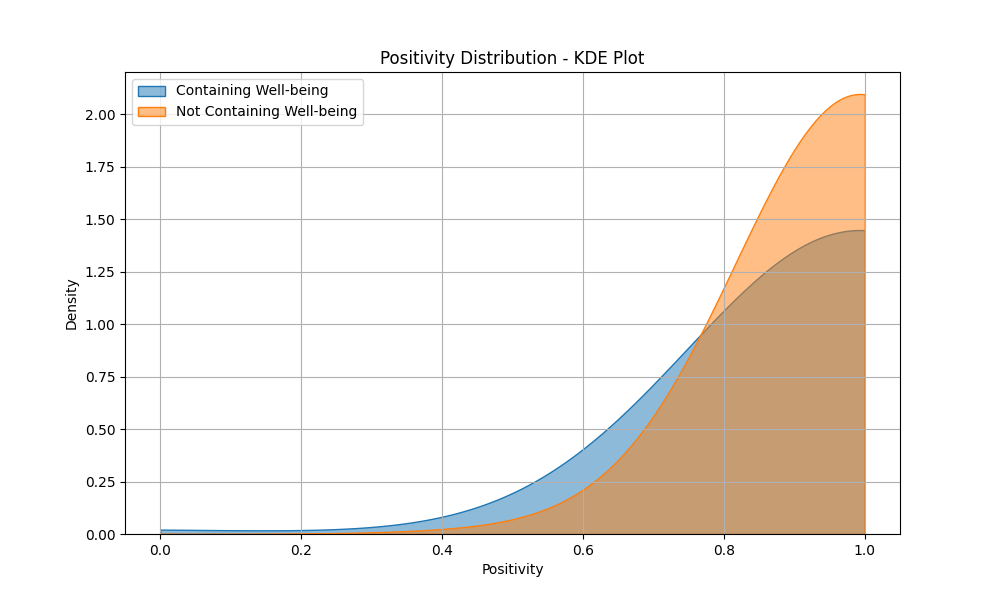 Positivity Distribution - KDE Plot
Containing Well-being
Not Containing Well-being
2.00
1.75
1.50
1.25
1.00
0.75
0.50
0.25
0.00
Density
0.0 0.2 0.4 0.6 0.8 1.0
Positivity